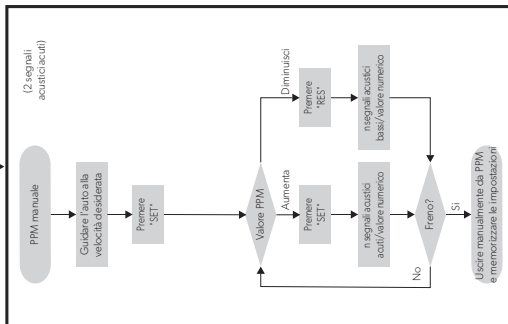 (2 segnali
acustici acuti)
PPM manuale
Guidare l'auto alla
velocità desiderata
Premere
"SET"
Valore PPM
Aumenta
Diminuisci
Premere
"SET"
Premere
"RES"
n segnali acustici
acuti/valore numerico
n segnali acustici
bassi/valore numerico
Freno?
No
Si
Uscire manualmente da PPM
e memorizzare le impostazioni